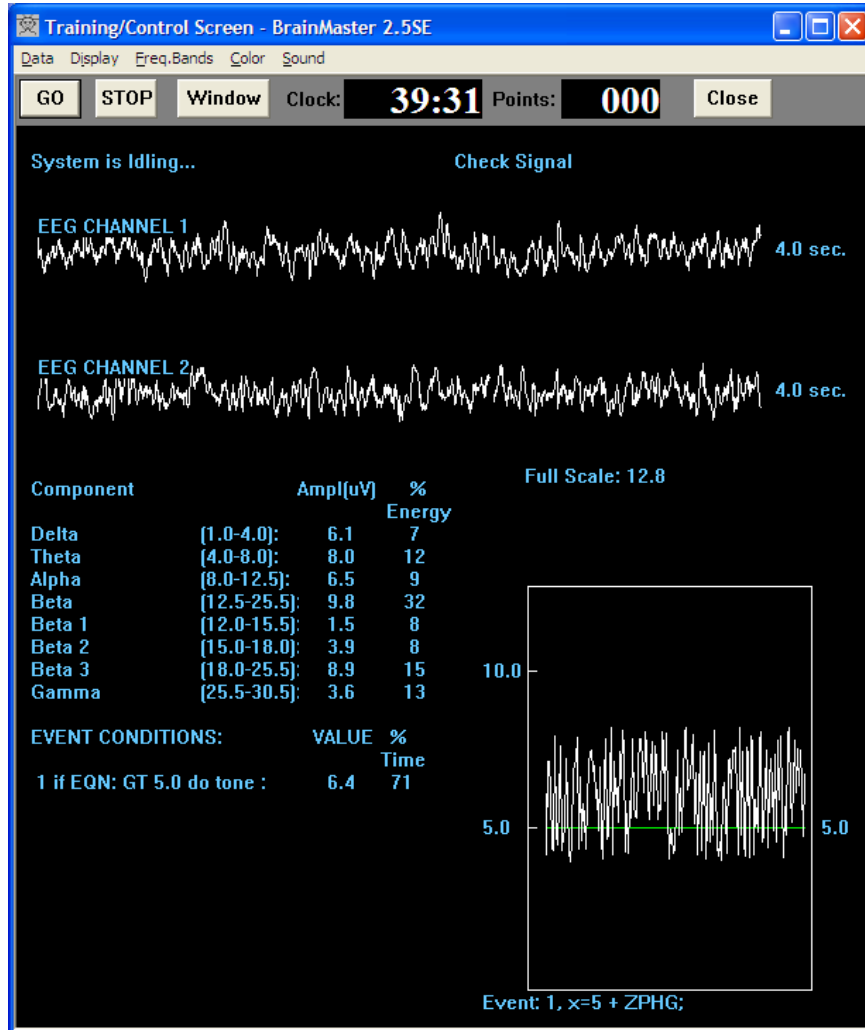 Training/Control Screen - BrainMaster 2.5SE
Data Display Freq.Bands Color Sound
GO STOP Window Clock: 39:31 Points: 000 Close
System is Idling... Check Signal
EEG CHANNEL 1
4.0 sec.
EEG CHANNEL 2
4.0 sec.
Full Scale: 12.8
Component Ampl(uV) %
Energy
Delta (1.0-4.0): 6.1 7
Theta (4.0-8.0): 8.0 12
Alpha (8.0-12.5): 6.5 9
Beta (12.5-25.5): 9.8 32
Beta 1 (12.0-15.5): 1.5 8
Beta 2 (15.0-18.0): 3.9 8
Beta 3 (18.0-25.5): 8.9 15
Gamma (25.5-30.5): 3.6 13
EVENT CONDITIONS: VALUE %
Time
1 if EQN: GT 5.0 do tone : 6.4 71
10.0
5.0 5.0
Event: 1, x=5 + ZPHG;